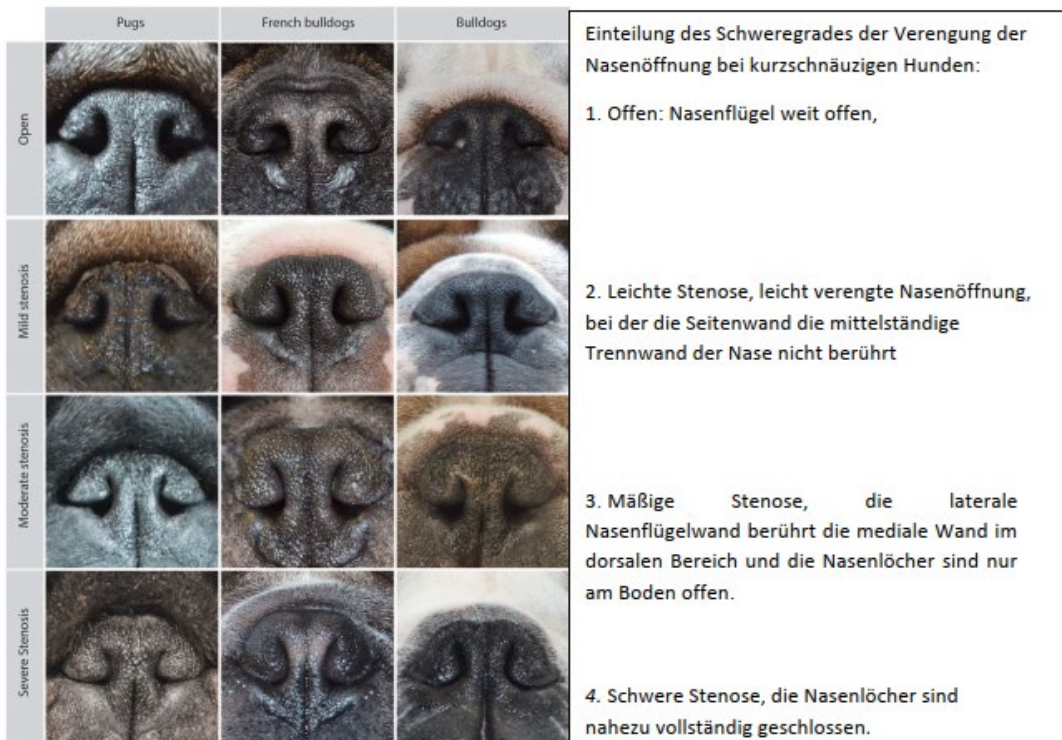 Pugs
French bulldogs
Bulldogs
Open
Mild stenosis
Moderate stenosis
Severe Stenosis
Einteilung des Schweregrades der Verengung der
Nasenöffnung bei kurzschnäuzigen Hunden:
1. Offen: Nasenflügel weit offen,
2. Leichte Stenose, leicht verengte Nasenöffnung,
bei der die Seitenwand die mittelständige
Trennwand der Nase nicht berührt
3. Mäßige Stenose, die laterale
Nasenflügelwand berührt die mediale Wand im
dorsalen Bereich und die Nasenlöcher sind nur
am Boden offen.
4. Schwere Stenose, die Nasenlöcher sind
nahezu vollständig geschlossen.